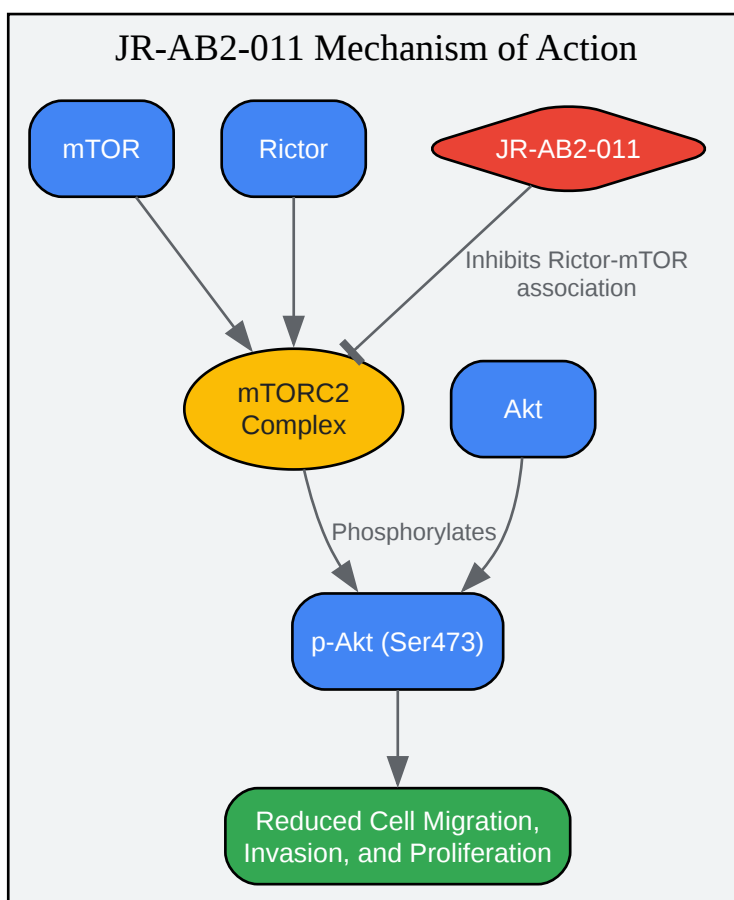 JR-AB2-011 Mechanism of Action
mTOR
Rictor
JR-AB2-011
Inhibits Rictor-mTOR
association
mTORC2
Complex
Akt
Phosphorylates
p-Akt (Ser473)
Reduced Cell Migration,
Invasion, and Proliferation